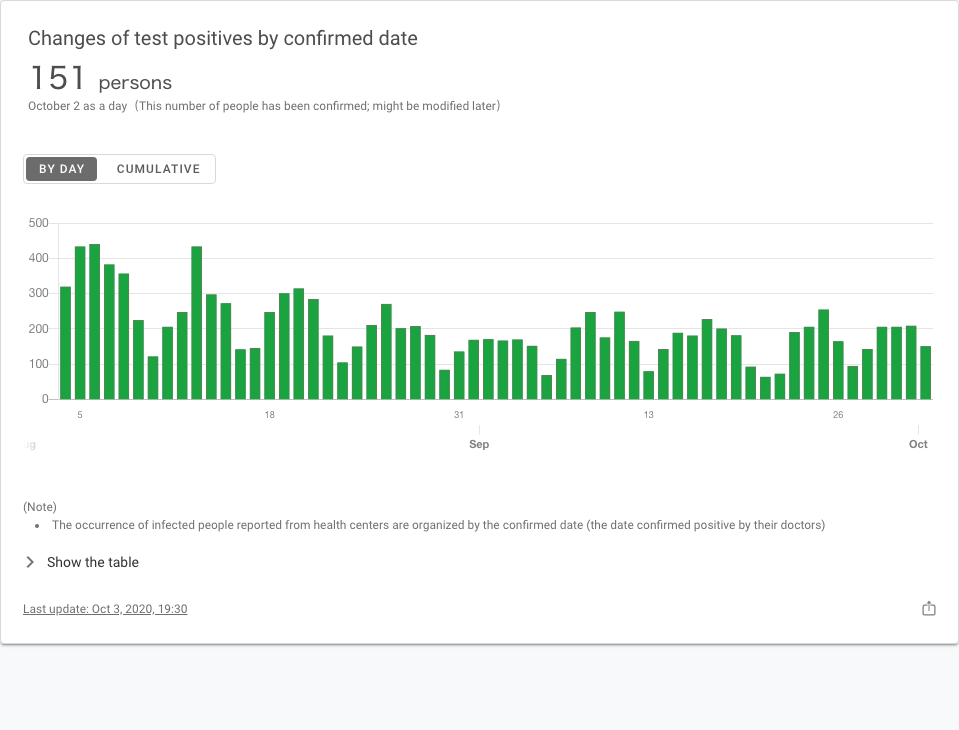 Changes of test positives by confirmed date
151 persons
October 2 as a day（This number of people has been confirmed; might be modified later）
BY DAY CUMULATIVE
500
400
300
200
100
0
5 18 31 13 26
Sep Oct
(Note)
• The occurrence of infected people reported from health centers are organized by the confirmed date (the date confirmed positive by their doctors)
Show the table
Last update: Oct 3, 2020, 19:30